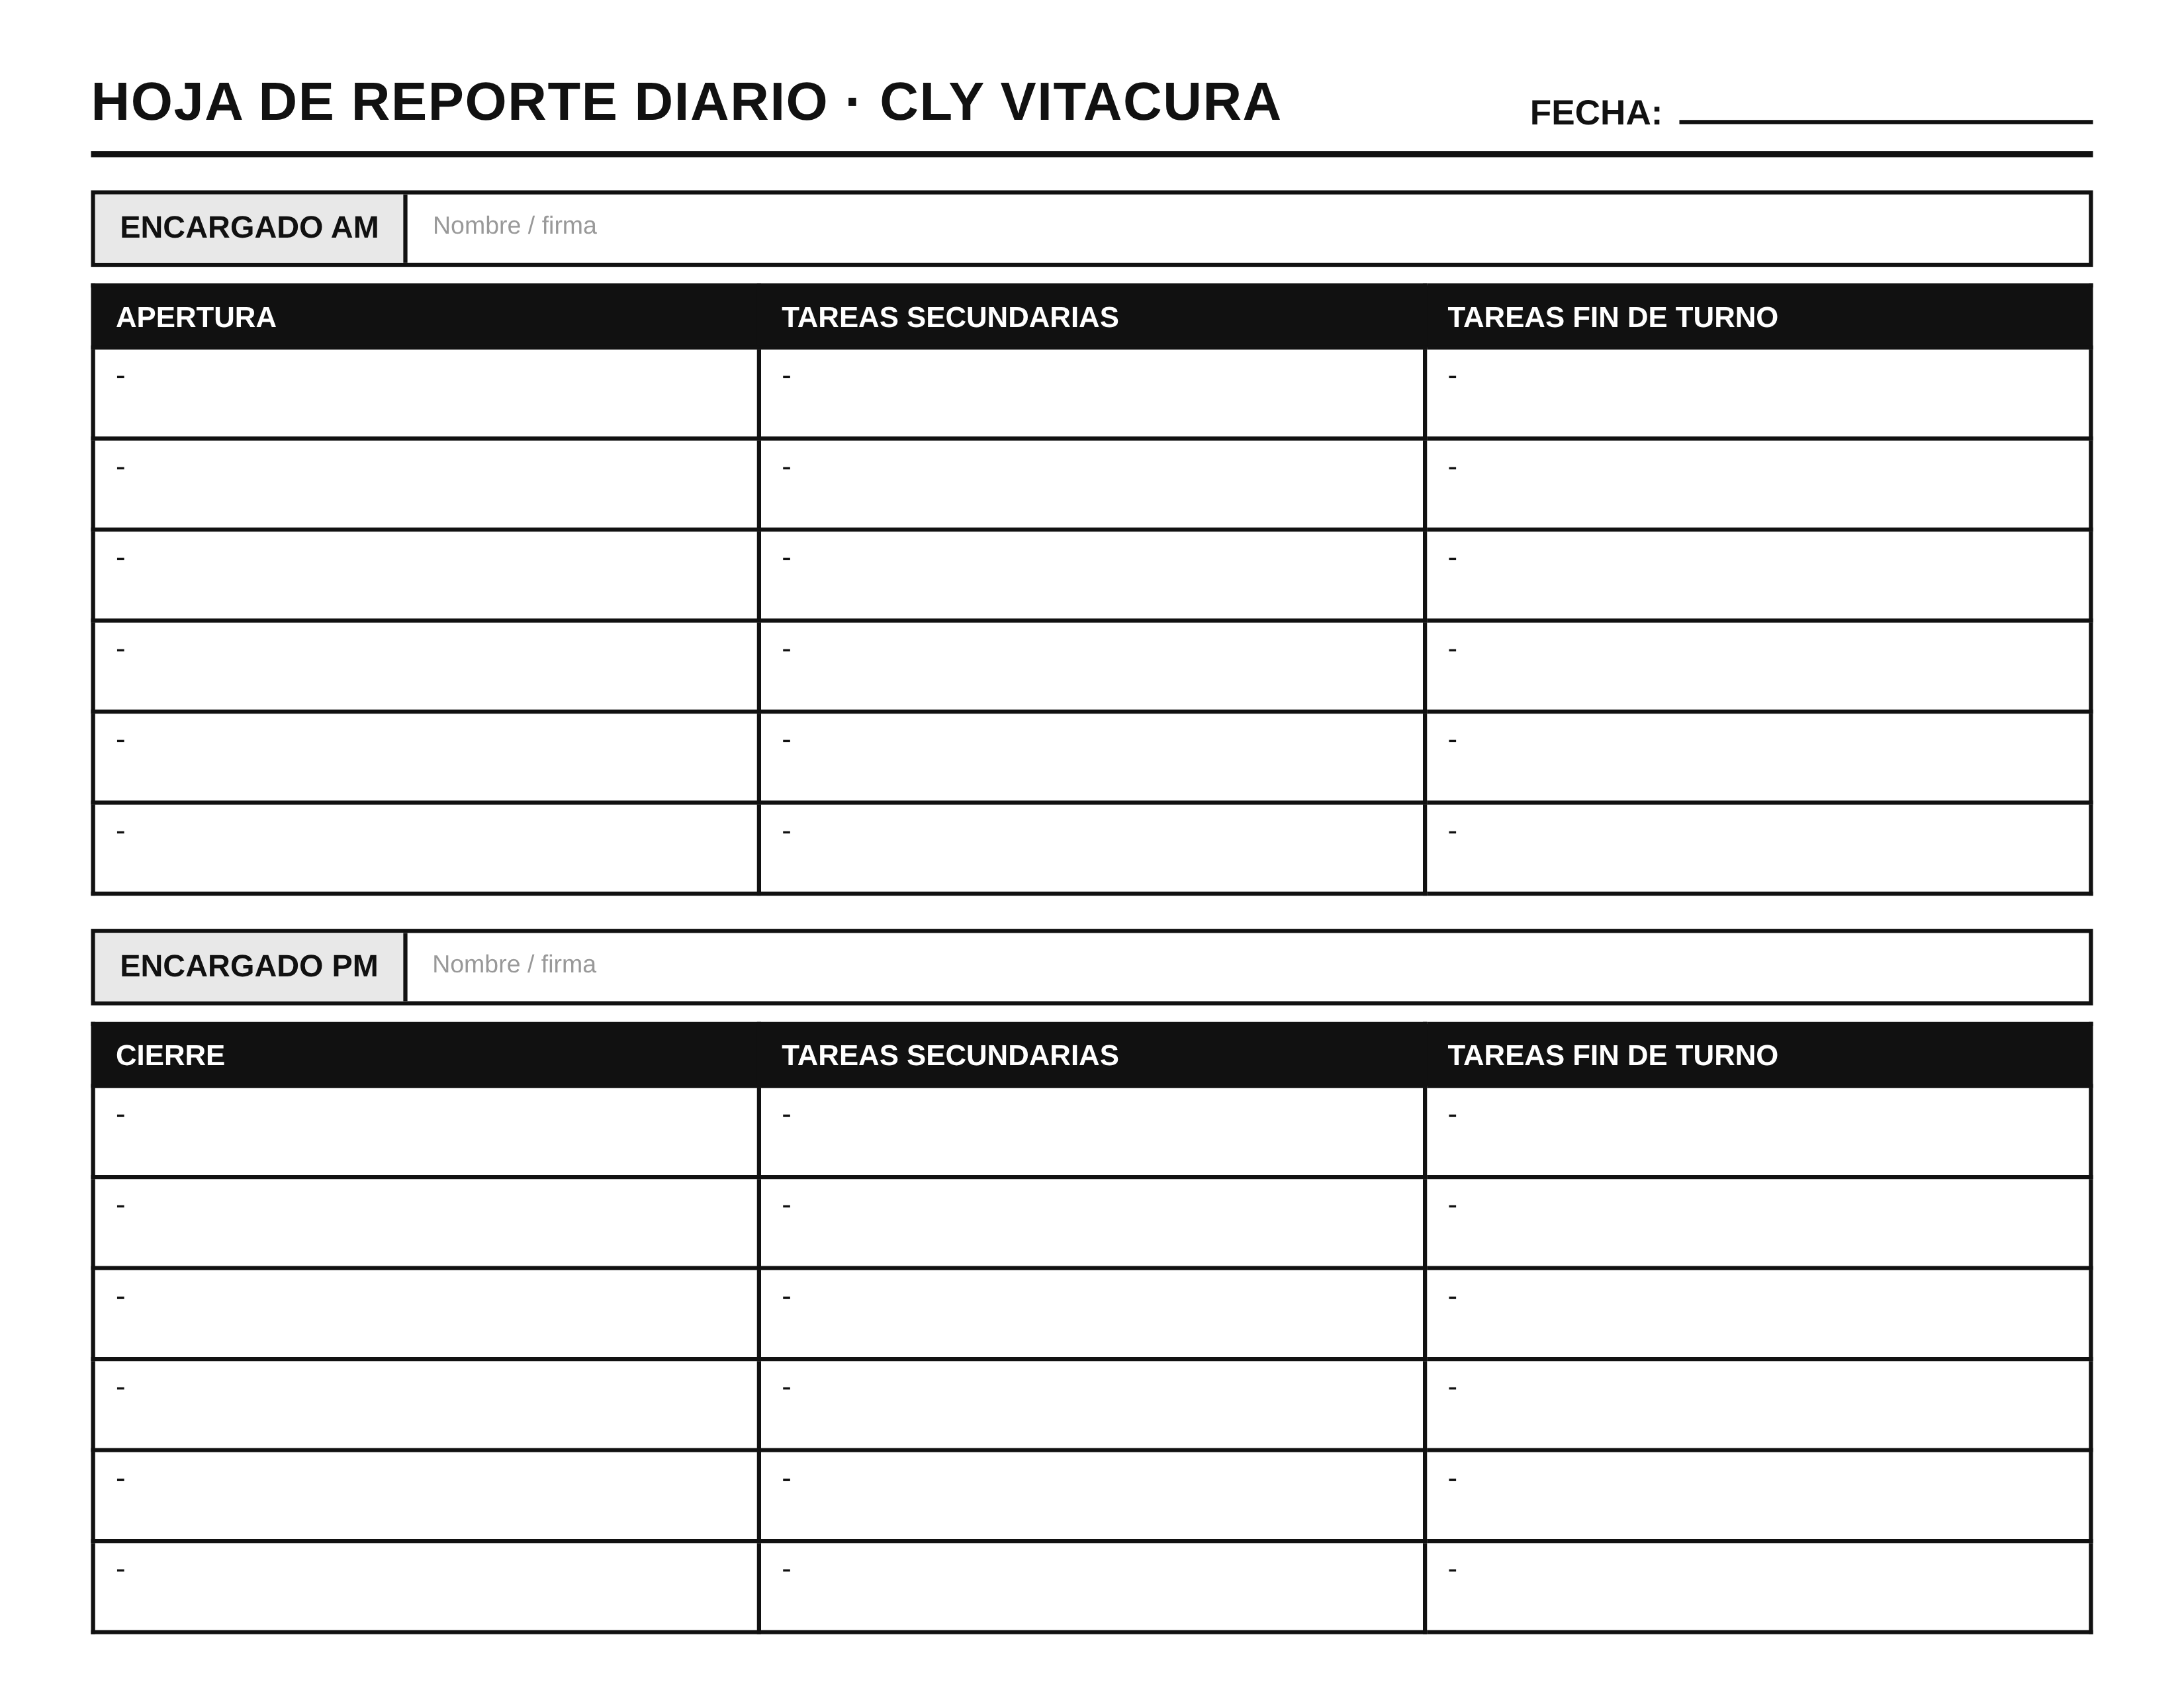 HOJA DE REPORTE DIARIO · CLY VITACURA FECHA:
ENCARGADO AM Nombre / firma
APERTURA TAREAS SECUNDARIAS TAREAS FIN DE TURNO
- - -
- - -
- - -
- - -
- - -
- - -
ENCARGADO PM Nombre / firma
CIERRE TAREAS SECUNDARIAS TAREAS FIN DE TURNO
- - -
- - -
- - -
- - -
- - -
- - -